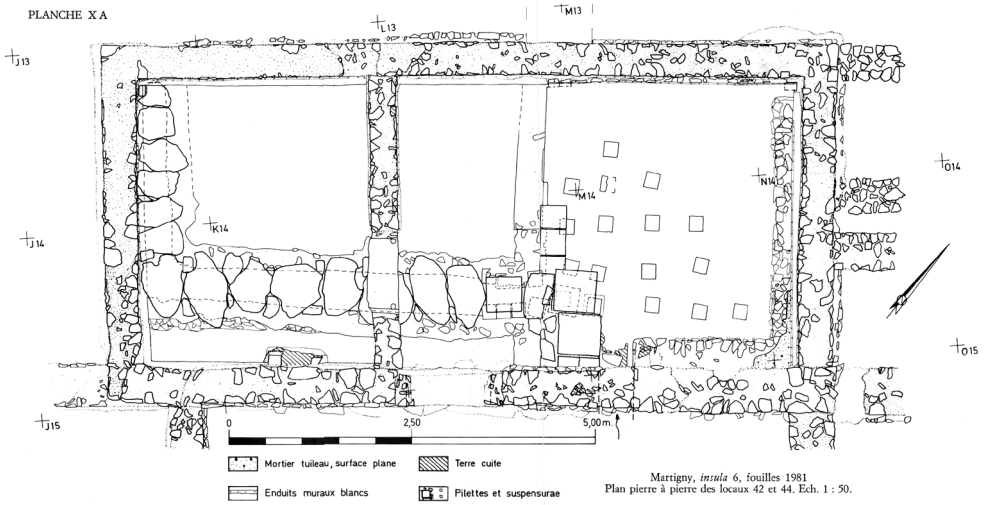 PLANCHE X A
M13
L13
J13
O14
N14
M14
K14
J14
O15
J15
0 2,50 5,00 m.
Mortier tuileau, surface plane
Terre cuite
Enduits muraux blancs
Pilettes et suspensurae
Martigny, insula 6, fouilles 1981
Plan pierre à pierre des locaux 42 et 44. Ech. 1 : 50.